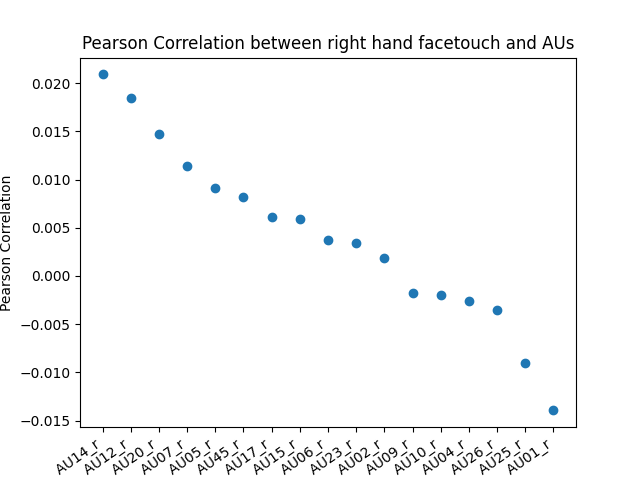 Pearson Correlation between right hand facetouch and AUs
Pearson Correlation
0.020
0.015
0.010
0.005
0.000
−0.005
−0.010
−0.015
AU14_r
AU12_r
AU20_r
AU07_r
AU05_r
AU45_r
AU17_r
AU15_r
AU06_r
AU23_r
AU02_r
AU09_r
AU10_r
AU04_r
AU26_r
AU25_r
AU01_r